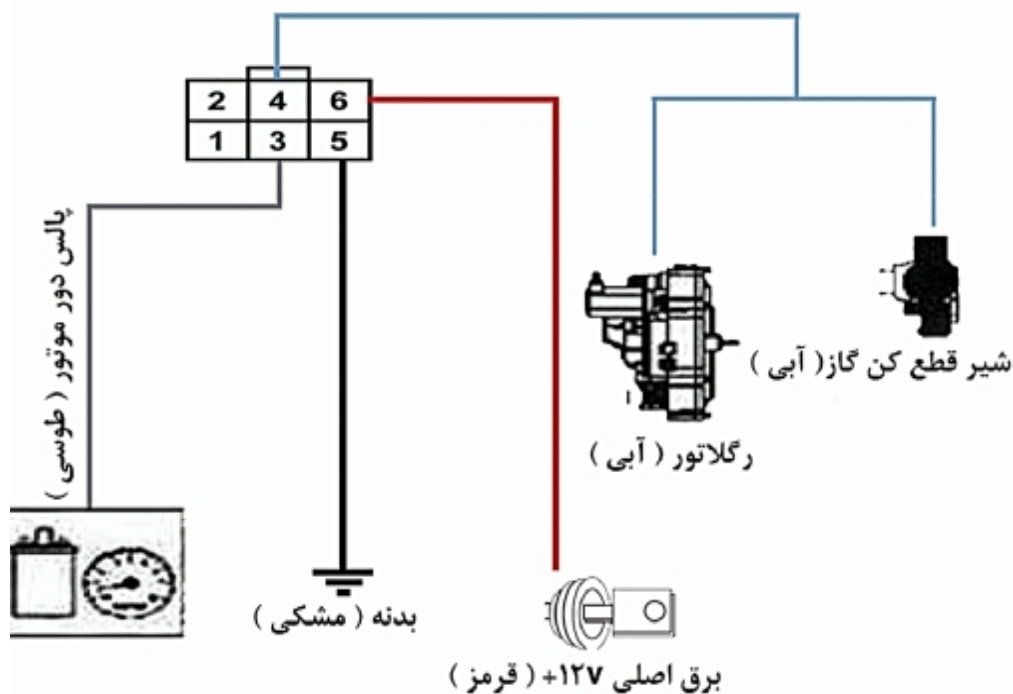 2 4 6
1 3 5
پالس دور موتور ( طوسی )
شیر قطع کن گاز( آبی )
رگلاتور ( آبی )
بدنه ( مشکی )
برق اصلی ۱۲v+ ( قرمز )